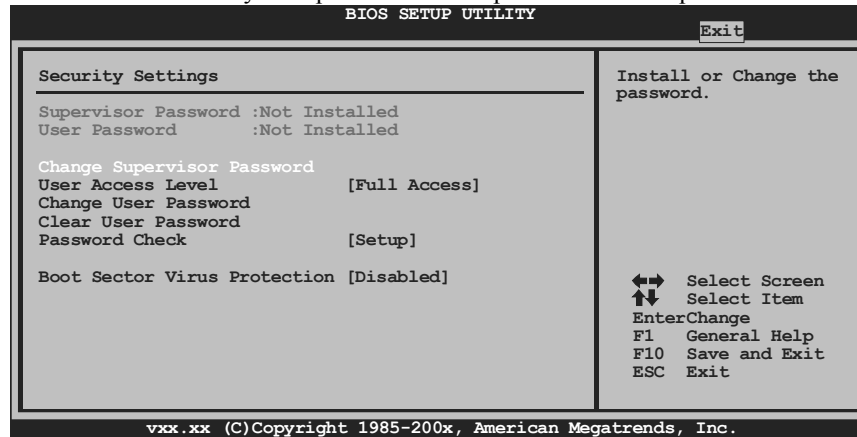 BIOS SETUP UTILITY
Exit
Security Settings
Supervisor Password :Not Installed
User Password :Not Installed
Change Supervisor Password
User Access Level [Full Access]
Change User Password
Clear User Password
Password Check [Setup]
Boot Sector Virus Protection [Disabled]
Install or Change the
password.
Select Screen
Select Item
EnterChange
F1 General Help
F10 Save and Exit
ESC Exit
vxx.xx (C)Copyright 1985-200x, American Megatrends, Inc.